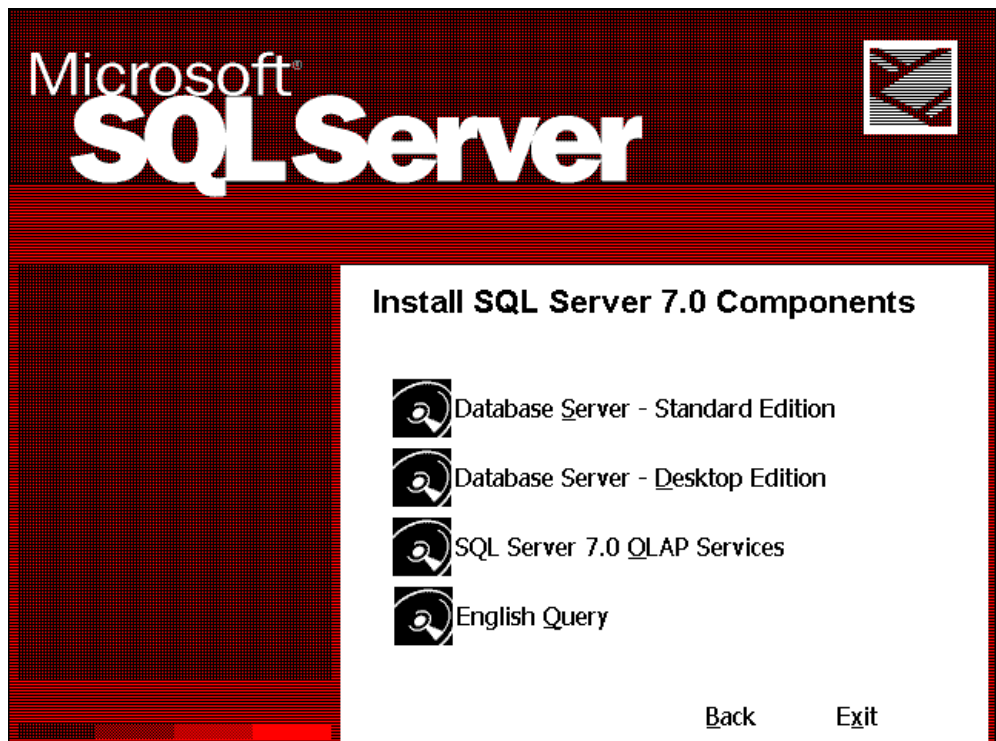 Microsoft®
SQL Server
Install SQL Server 7.0 Components
Database Server - Standard Edition
Database Server - Desktop Edition
SQL Server 7.0 OLAP Services
English Query
Back Exit